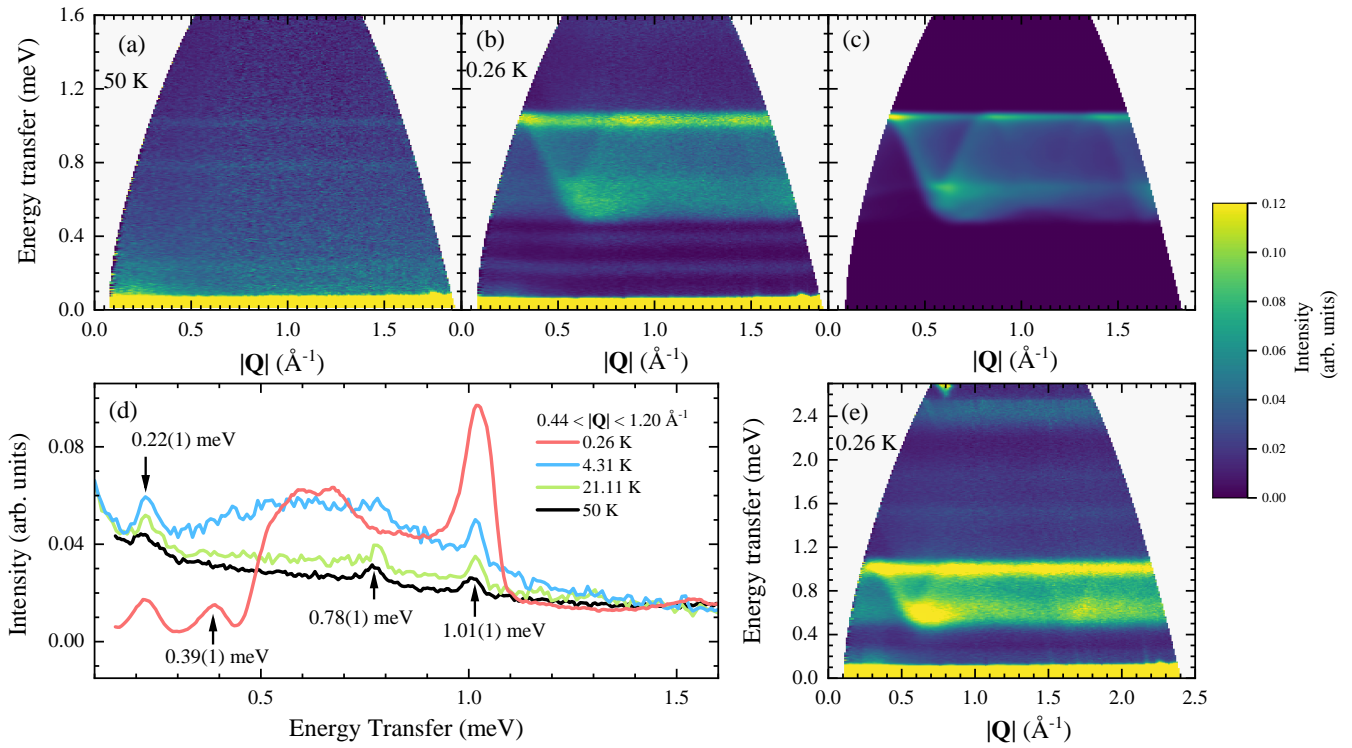 (a)
50 K
(b)
0.26 K
(c)
Energy transfer (meV)
1.6
1.2
0.8
0.4
0.0
0.0 0.5 1.0 1.5 0.0 0.5 1.0 1.5 0.0 0.5 1.0 1.5
|Q| (Å-1)
|Q| (Å-1)
|Q| (Å-1)
0.12
0.10
0.08
0.06
0.04
0.02
0.00
Intensity
(arb. units)
(d)
0.44 < |Q| < 1.20 Å-1
0.26 K
4.31 K
21.11 K
50 K
0.22(1) meV
0.39(1) meV
0.78(1) meV
1.01(1) meV
Intensity (arb. units)
0.08
0.04
0.00
0.5 1.0 1.5
Energy Transfer (meV)
(e)
0.26 K
Energy transfer (meV)
2.4
2.0
1.6
1.2
0.8
0.4
0.0
0.0 0.5 1.0 1.5 2.0 2.5
|Q| (Å-1)